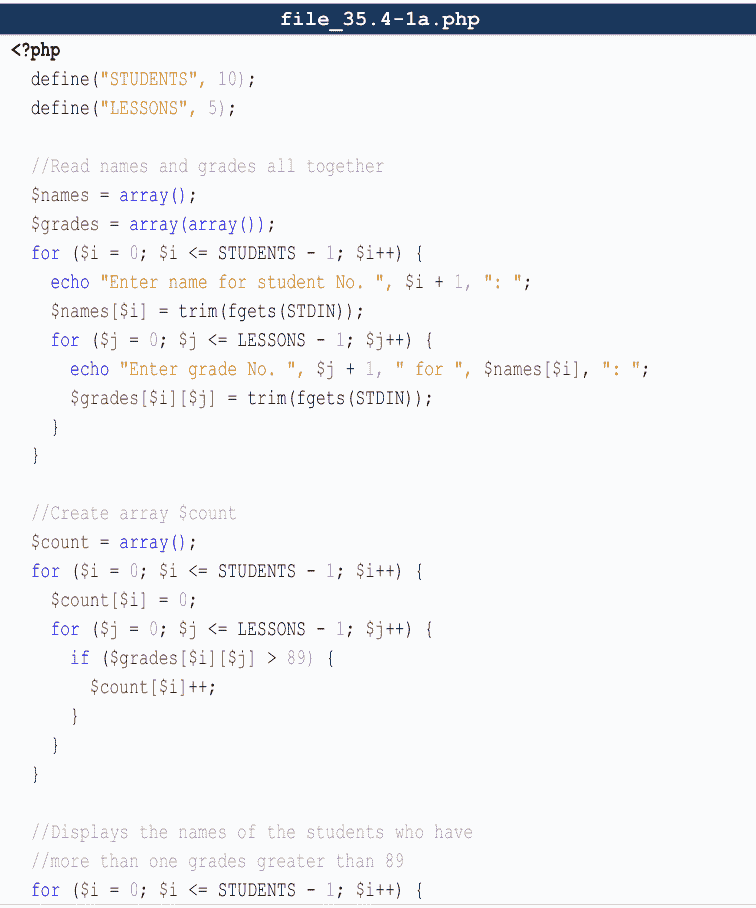 file_35.4-1a.php
<?php
define("STUDENTS", 10);
define("LESSONS", 5);
//Read names and grades all together
$names = array();
$grades = array(array());
for ($i = 0; $i <= STUDENTS - 1; $i++) {
echo "Enter name for student No. ", $i + 1, ": ";
$names[$i] = trim(fgets(STDIN));
for ($j = 0; $j <= LESSONS - 1; $j++) {
echo "Enter grade No. ", $j + 1, " for ", $names[$i], ": ";
$grades[$i][$j] = trim(fgets(STDIN));
}
}
//Create array $count
$count = array();
for ($i = 0; $i <= STUDENTS - 1; $i++) {
$count[$i] = 0;
for ($j = 0; $j <= LESSONS - 1; $j++) {
if ($grades[$i][$j] > 89) {
$count[$i]++;
}
}
}
//Displays the names of the students who have
//more than one grades greater than 89
for ($i = 0; $i <= STUDENTS - 1; $i++) {